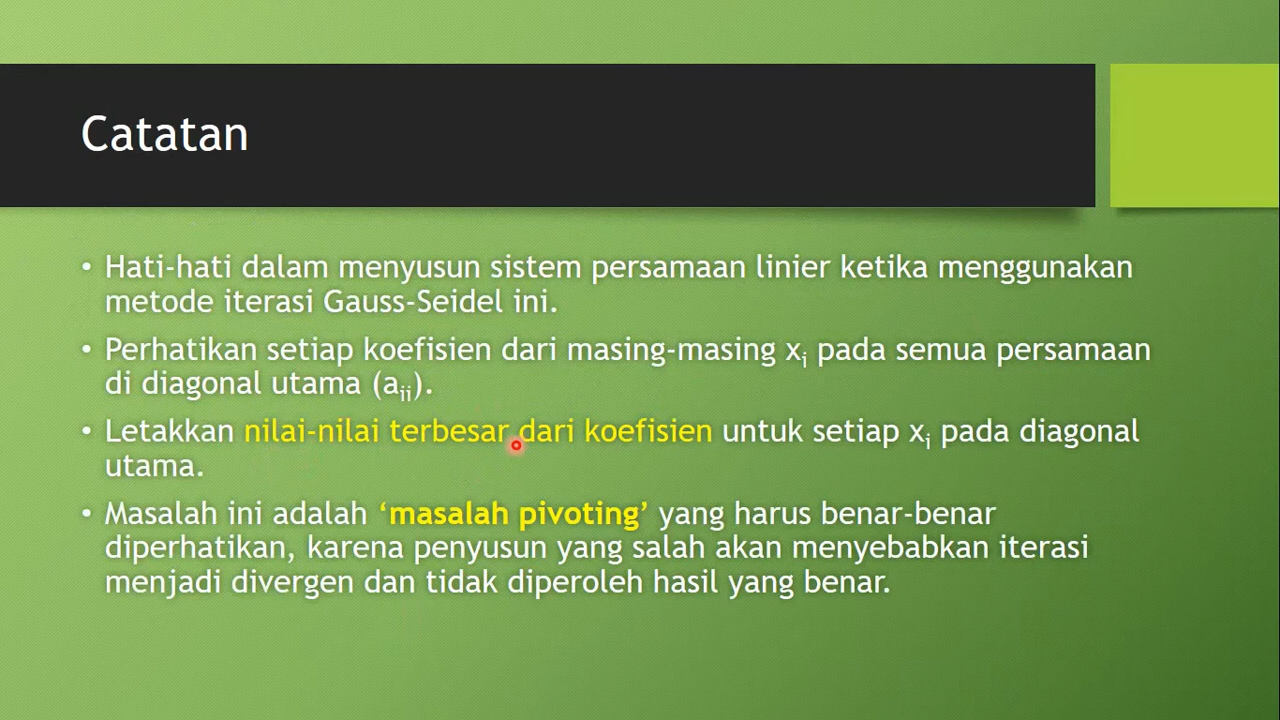 Catatan
• Hati-hati dalam menyusun sistem persamaan linier ketika menggunakan
metode iterasi Gauss-Seidel ini.
• Perhatikan setiap koefisien dari masing-masing xᵢ pada semua persamaan
di diagonal utama (aᵢᵢ).
• Letakkan nilai-nilai terbesar dari koefisien untuk setiap xᵢ pada diagonal
utama.
• Masalah ini adalah ‘masalah pivoting’ yang harus benar-benar
diperhatikan, karena penyusun yang salah akan menyebabkan iterasi
menjadi divergen dan tidak diperoleh hasil yang benar.